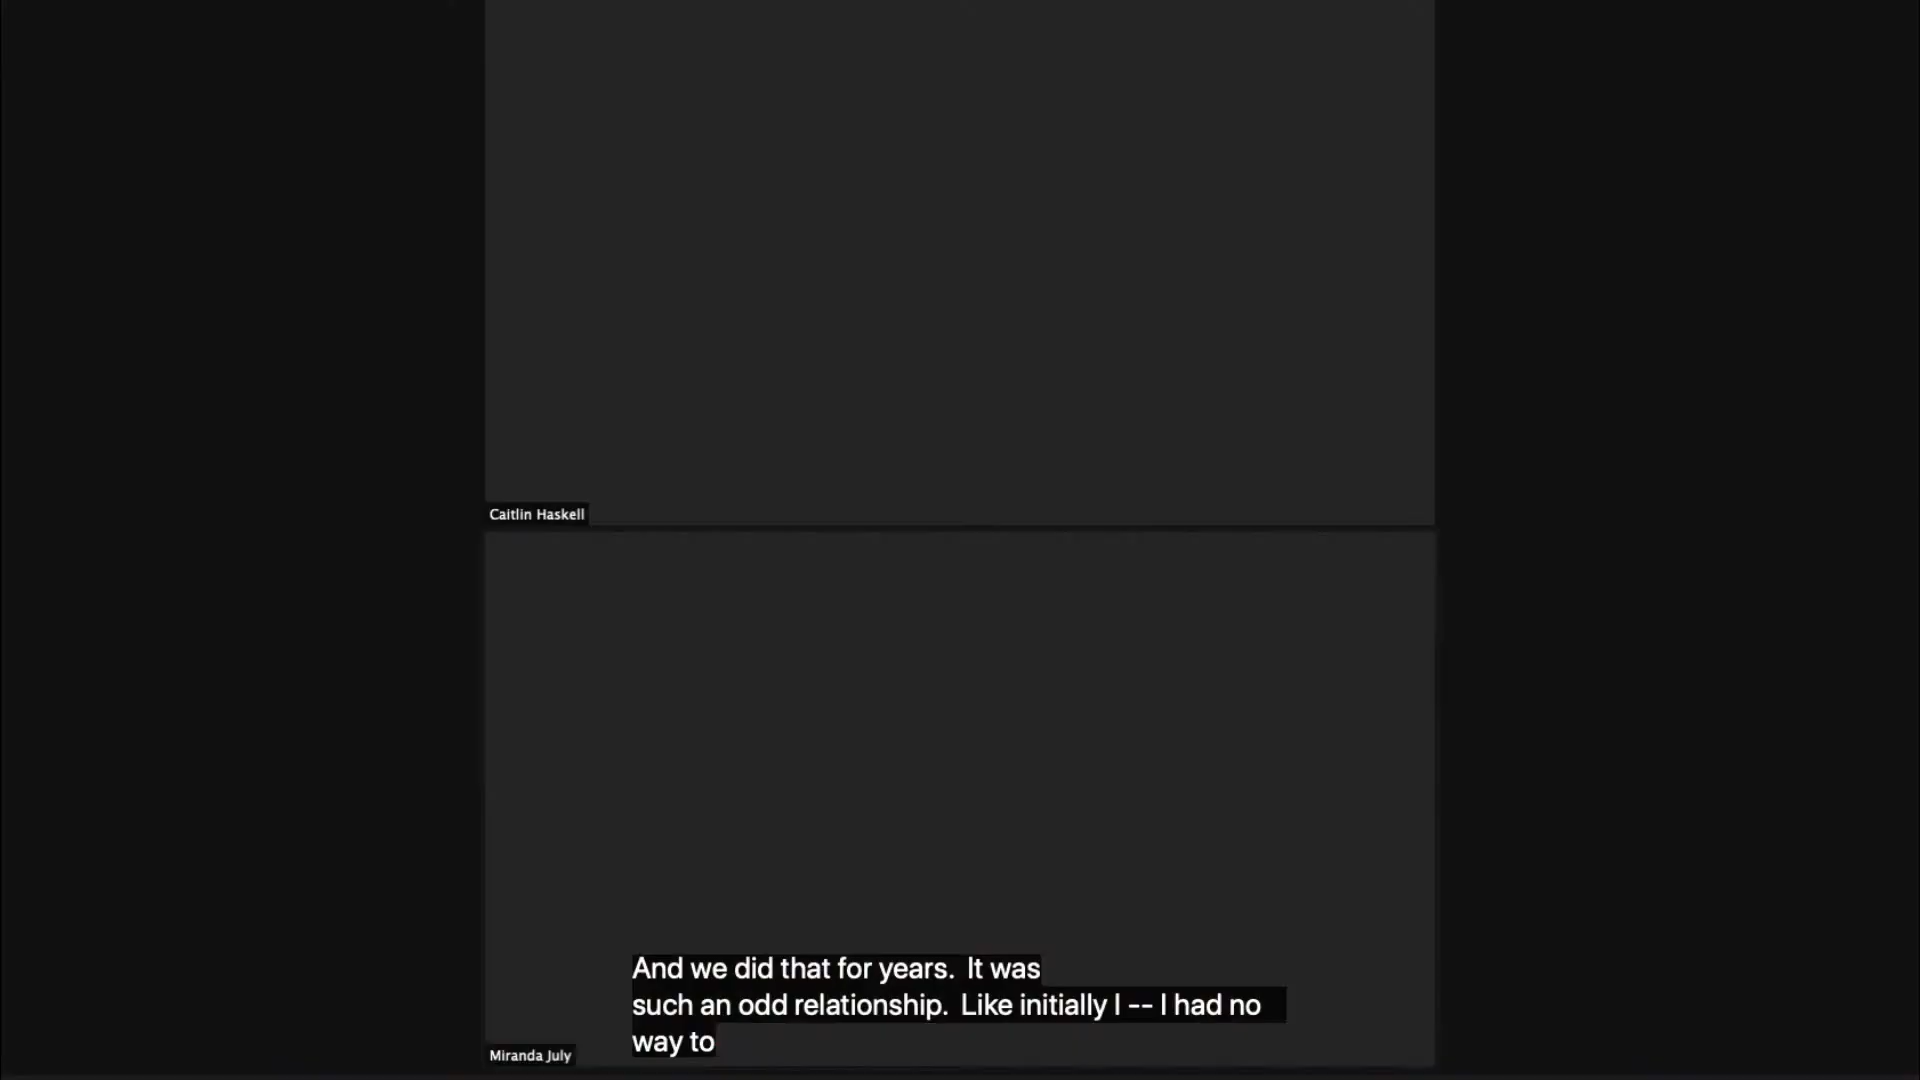 Caitlin Haskell
And we did that for years.  It was
such an odd relationship.  Like initially I -- I had no
way to
Miranda July